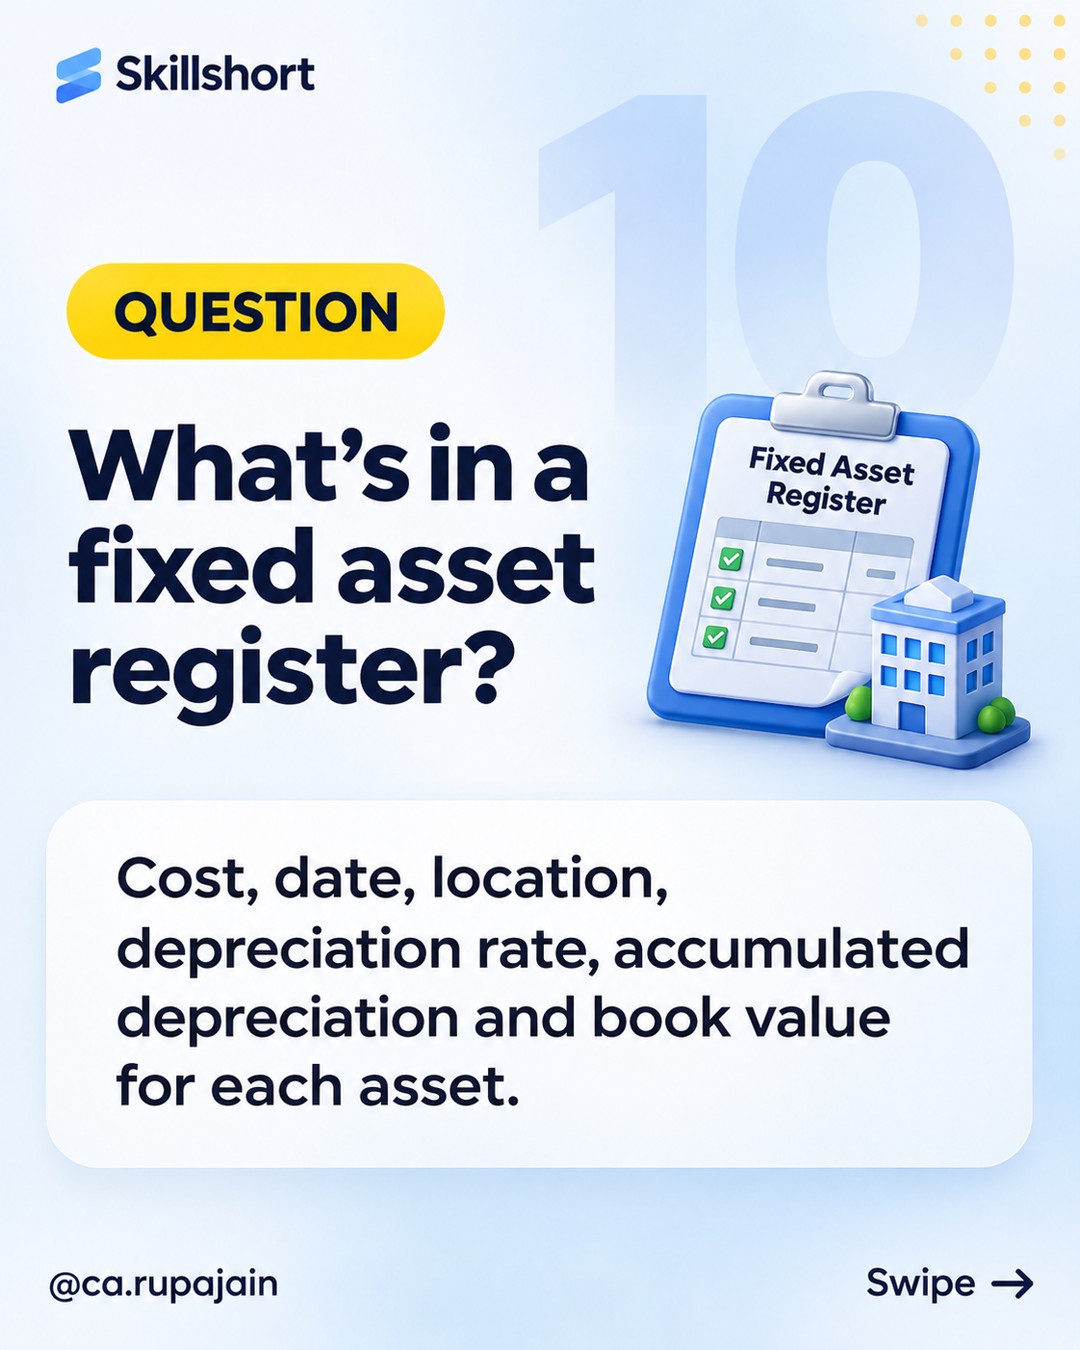 Skillshort
10
QUESTION
What's in a
fixed asset
register?
Fixed Asset
Register
Cost, date, location,
depreciation rate, accumulated
depreciation and book value
for each asset.
@ca.rupajain
Swipe →